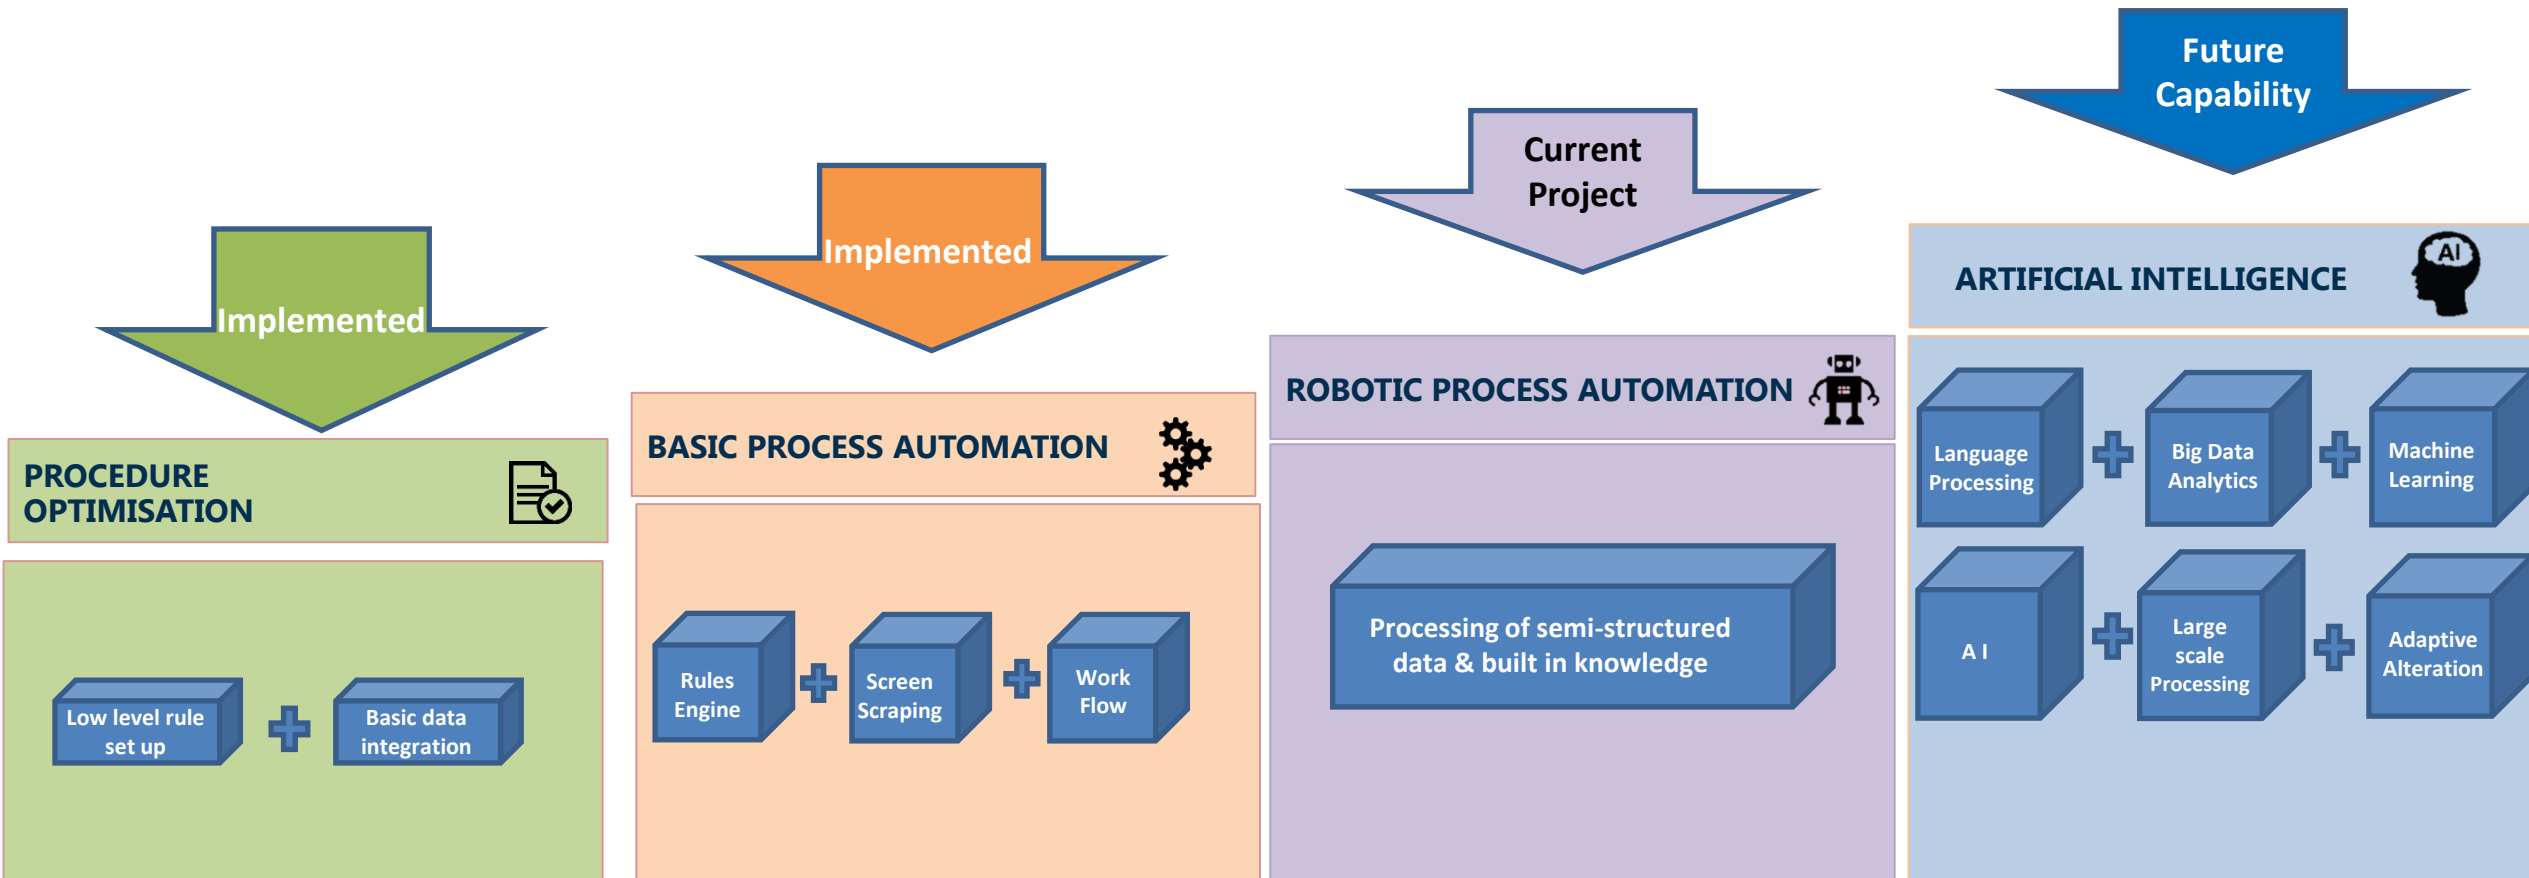 Implemented
PROCEDURE
OPTIMISATION
Low level rule
set up
Basic data
integration
Implemented
BASIC PROCESS AUTOMATION
Rules
Engine
Screen
Scraping
Work
Flow
Current
Project
ROBOTIC PROCESS AUTOMATION
Processing of semi-structured
data & built in knowledge
Future
Capability
ARTIFICIAL INTELLIGENCE
AI
Language
Processing
Big Data
Analytics
Machine
Learning
A I
Large
scale
Processing
Adaptive
Alteration